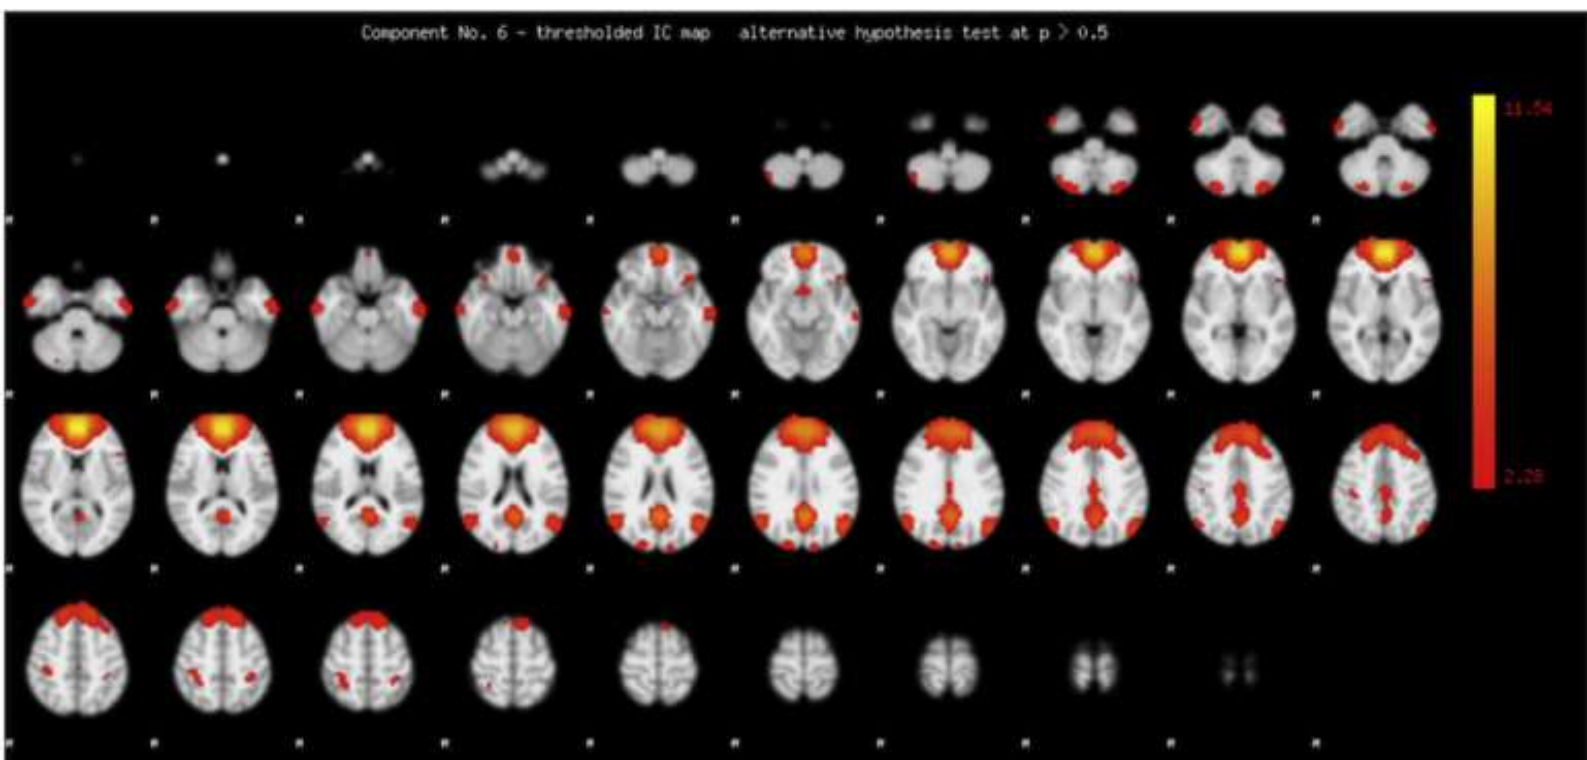 Component No. 6 - thresholded IC map   alternative hypothesis test at p > 0.5
11.54
2.28